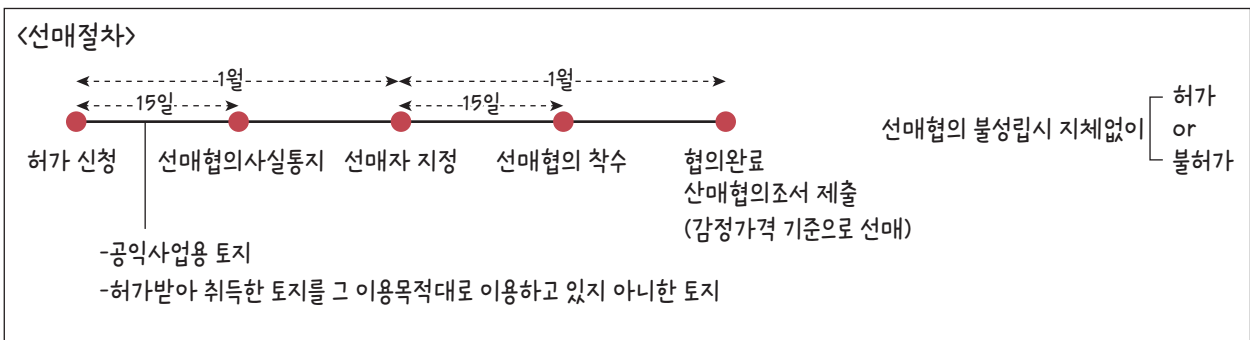 <선매절차>
1월 1월
15일 15일
허가 신청 선매협의사실통지 선매자 지정 선매협의 착수 협의완료
산매협의조서 제출
(감정가격 기준으로 선매)
선매협의 불성립시 지체없이
허가
or
불허가
-공익사업용 토지
-허가받아 취득한 토지를 그 이용목적대로 이용하고 있지 아니한 토지